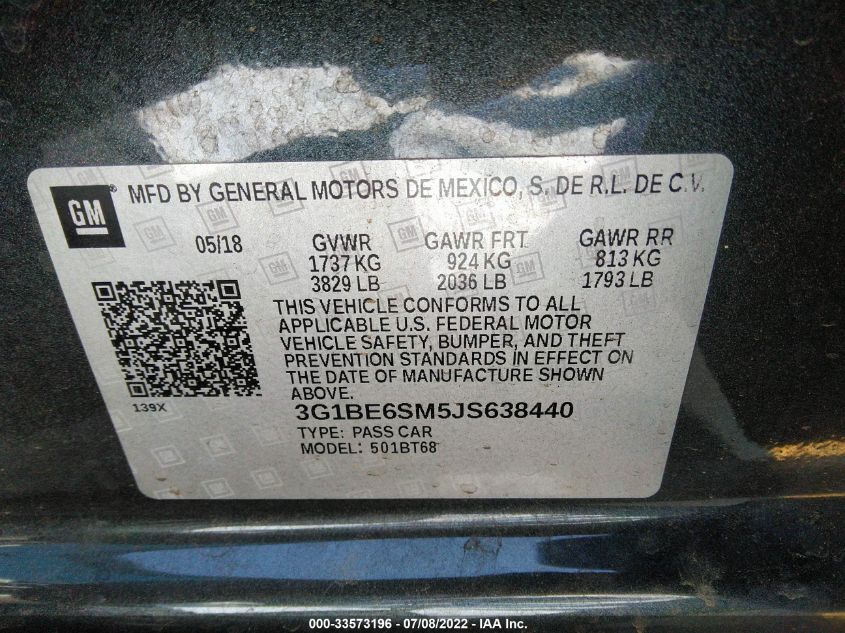 GM ® MFD BY GENERAL MOTORS DE MEXICO, S. DE R.L. DE C.V.
05/18 GVWR GAWR FRT GAWR RR
1737 KG 924 KG 813 KG
3829 LB 2036 LB 1793 LB
THIS VEHICLE CONFORMS TO ALL
APPLICABLE U.S. FEDERAL MOTOR
VEHICLE SAFETY, BUMPER, AND THEFT
PREVENTION STANDARDS IN EFFECT ON
THE DATE OF MANUFACTURE SHOWN
ABOVE.
139X
3G1BE6SM5JS638440
TYPE: PASS CAR
MODEL: 501BT68
000-33573196 - 07/08/2022 - IAA Inc.